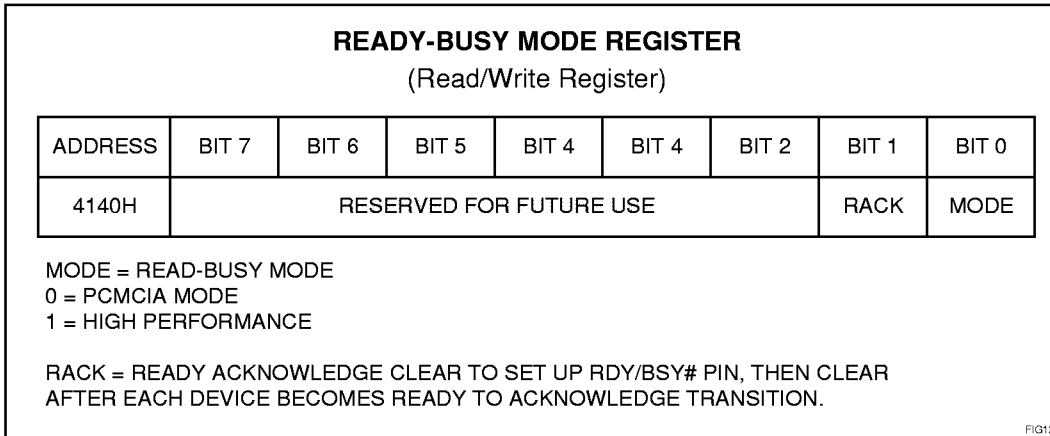 READY-BUSY MODE REGISTER
(Read/Write Register)
ADDRESS BIT 7 BIT 6 BIT 5 BIT 4 BIT 4 BIT 2 BIT 1 BIT 0
4140H RESERVED FOR FUTURE USE RACK MODE
MODE = READ-BUSY MODE
0 = PCMCIA MODE
1 = HIGH PERFORMANCE
RACK = READY ACKNOWLEDGE CLEAR TO SET UP RDY/BSY# PIN, THEN CLEAR
AFTER EACH DEVICE BECOMES READY TO ACKNOWLEDGE TRANSITION.